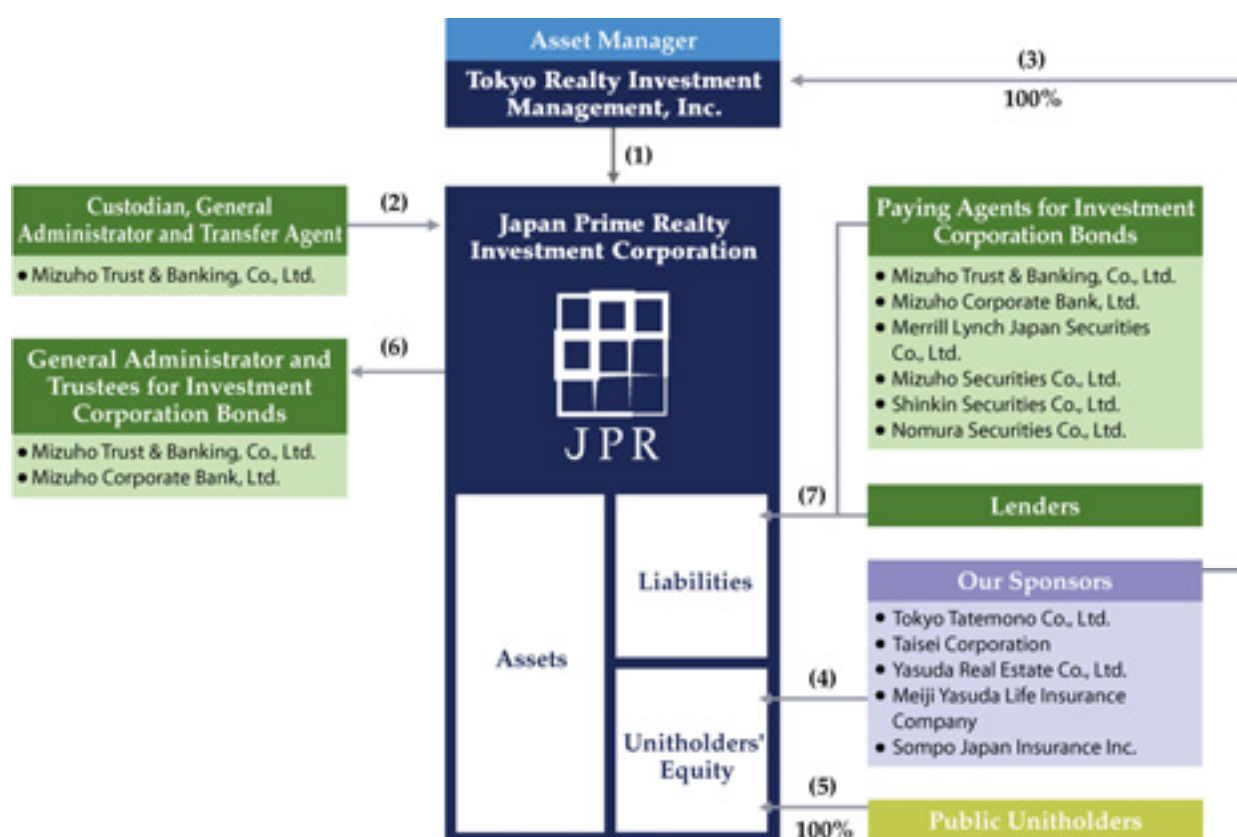 Asset Manager
Tokyo Realty Investment
Management, Inc.
(3)
100%
(1)
Custodian, General
Administrator and Transfer Agent
• Mizuho Trust & Banking, Co., Ltd.
(2)
Japan Prime Realty
Investment Corporation
JPR
Paying Agents for Investment
Corporation Bonds
• Mizuho Trust & Banking, Co., Ltd.
• Mizuho Corporate Bank, Ltd.
• Merrill Lynch Japan Securities
Co., Ltd.
• Mizuho Securities Co., Ltd.
• Shinkin Securities Co., Ltd.
• Nomura Securities Co., Ltd.
General Administrator and
Trustees for Investment
Corporation Bonds
• Mizuho Trust & Banking, Co., Ltd.
• Mizuho Corporate Bank, Ltd.
(6)
(7)
Lenders
Assets
Liabilities
Unitholders'
Equity
Our Sponsors
• Tokyo Tatemono Co., Ltd.
• Taisei Corporation
• Yasuda Real Estate Co., Ltd.
• Meiji Yasuda Life Insurance
Company
• Sompo Japan Insurance Inc.
(4)
(5)
100%
Public Unitholders